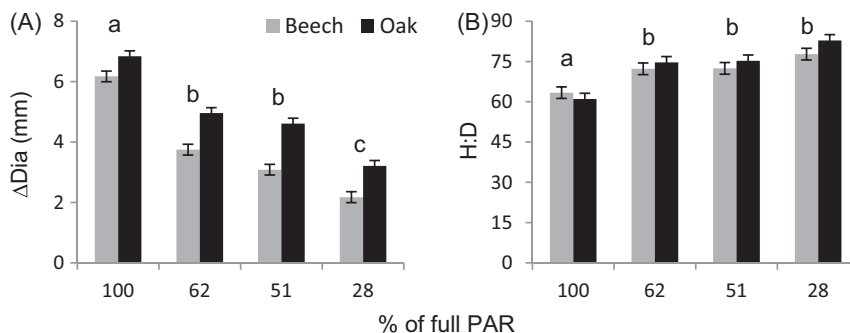 (A)
Beech Oak
ΔDia (mm)
8
6
4
2
0
a
b
b
c
100 62 51 28
(B)
H:D
90
75
60
45
30
15
0
a
b
b
b
100 62 51 28
% of full PAR